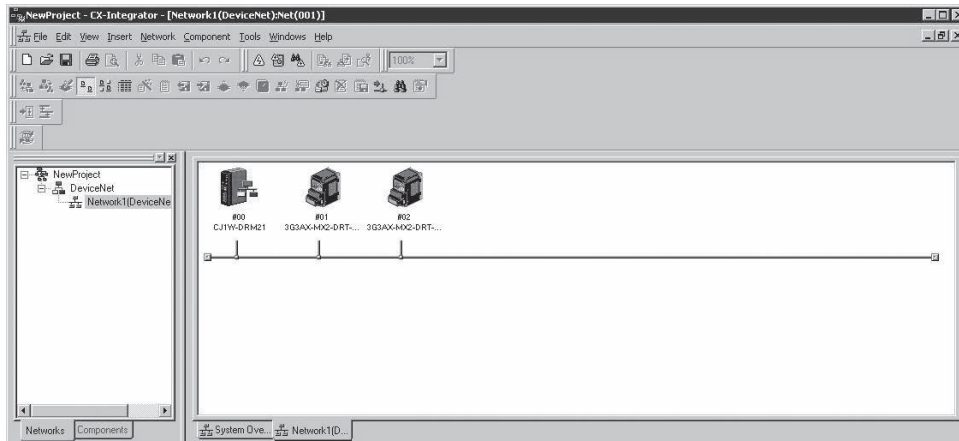 NewProject - CX-Integrator - [Network1(DeviceNet):Net(001)]
File Edit View Insert Network Component Tools Windows Help
100%
NewProject
DeviceNet
Network1(DeviceNe
#00
CJ1W-DRM21
#01
3G3AX-MX2-DRT-...
#02
3G3AX-MX2-DRT-...
Networks
Components
System Ove...
Network1(D...